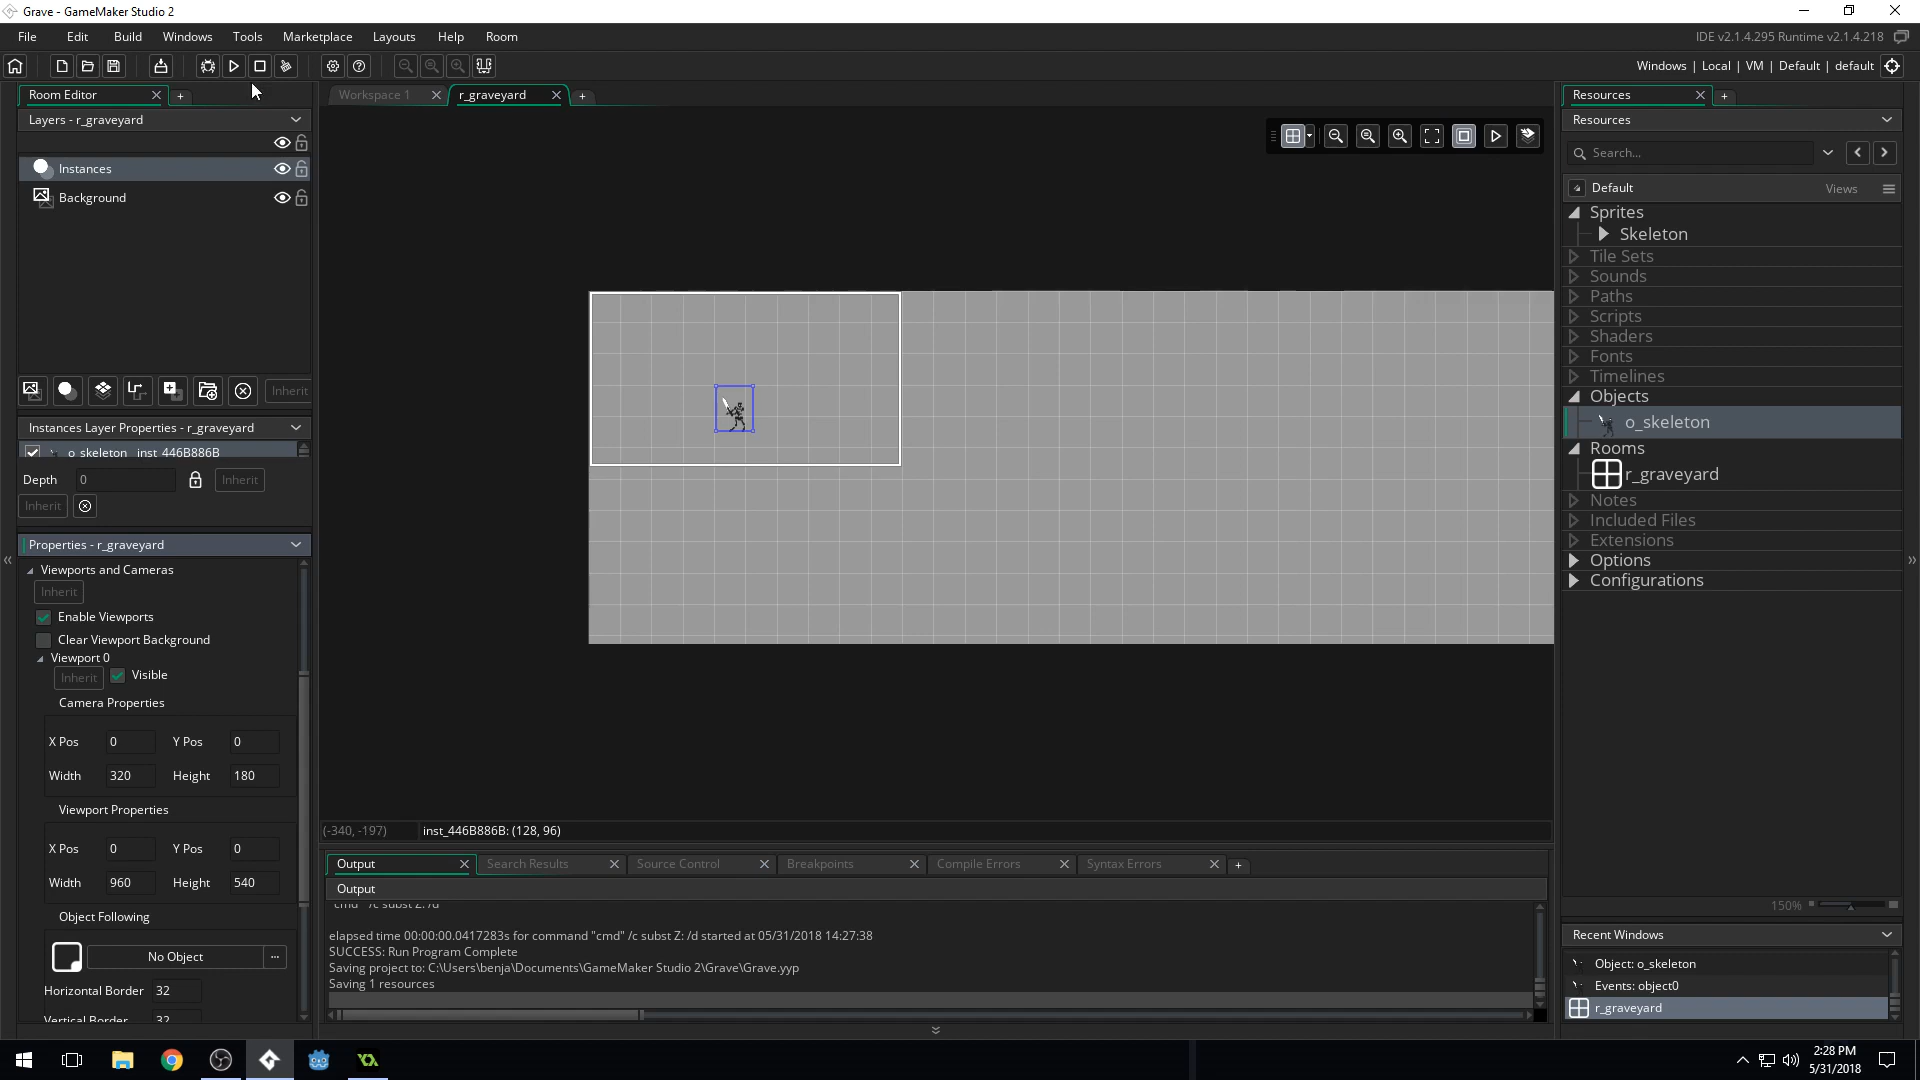 Grave - GameMaker Studio 2
File Edit Build Windows Tools Marketplace Layouts Help Room
IDE v2.1.4.295 Runtime v2.1.4.218
Windows | Local | VM | Default | default
Room Editor
Workspace 1
r_graveyard
Resources
Layers - r_graveyard
Resources
Search...
Instances
Background
Default
Views
Sprites
Skeleton
Tile Sets
Sounds
Paths
Scripts
Shaders
Fonts
Timelines
Objects
o_skeleton
Rooms
r_graveyard
Notes
Included Files
Extensions
Options
Configurations
Inherit
Instances Layer Properties - r_graveyard
o_skeleton inst_446B886B
Depth 0 Inherit
Inherit
Properties - r_graveyard
Viewports and Cameras
Inherit
Enable Viewports
Clear Viewport Background
Viewport 0
Inherit Visible
Camera Properties
X Pos 0 Y Pos 0
Width 320 Height 180
Viewport Properties
X Pos 0 Y Pos 0
Width 960 Height 540
Object Following
No Object ...
Horizontal Border 32
Vertical Border 32
(-340, -197) inst_446B886B: (128, 96)
Output Search Results Source Control Breakpoints Compile Errors Syntax Errors
Output
"cmd" /c subst Z: /d
elapsed time 00:00:00.0417283s for command "cmd" /c subst Z: /d started at 05/31/2018 14:27:38
SUCCESS: Run Program Complete
Saving project to: C:\Users\benja\Documents\GameMaker Studio 2\Grave\Grave.yyp
Saving 1 resources
150%
Recent Windows
Object: o_skeleton
Events: object0
r_graveyard
2:28 PM
5/31/2018